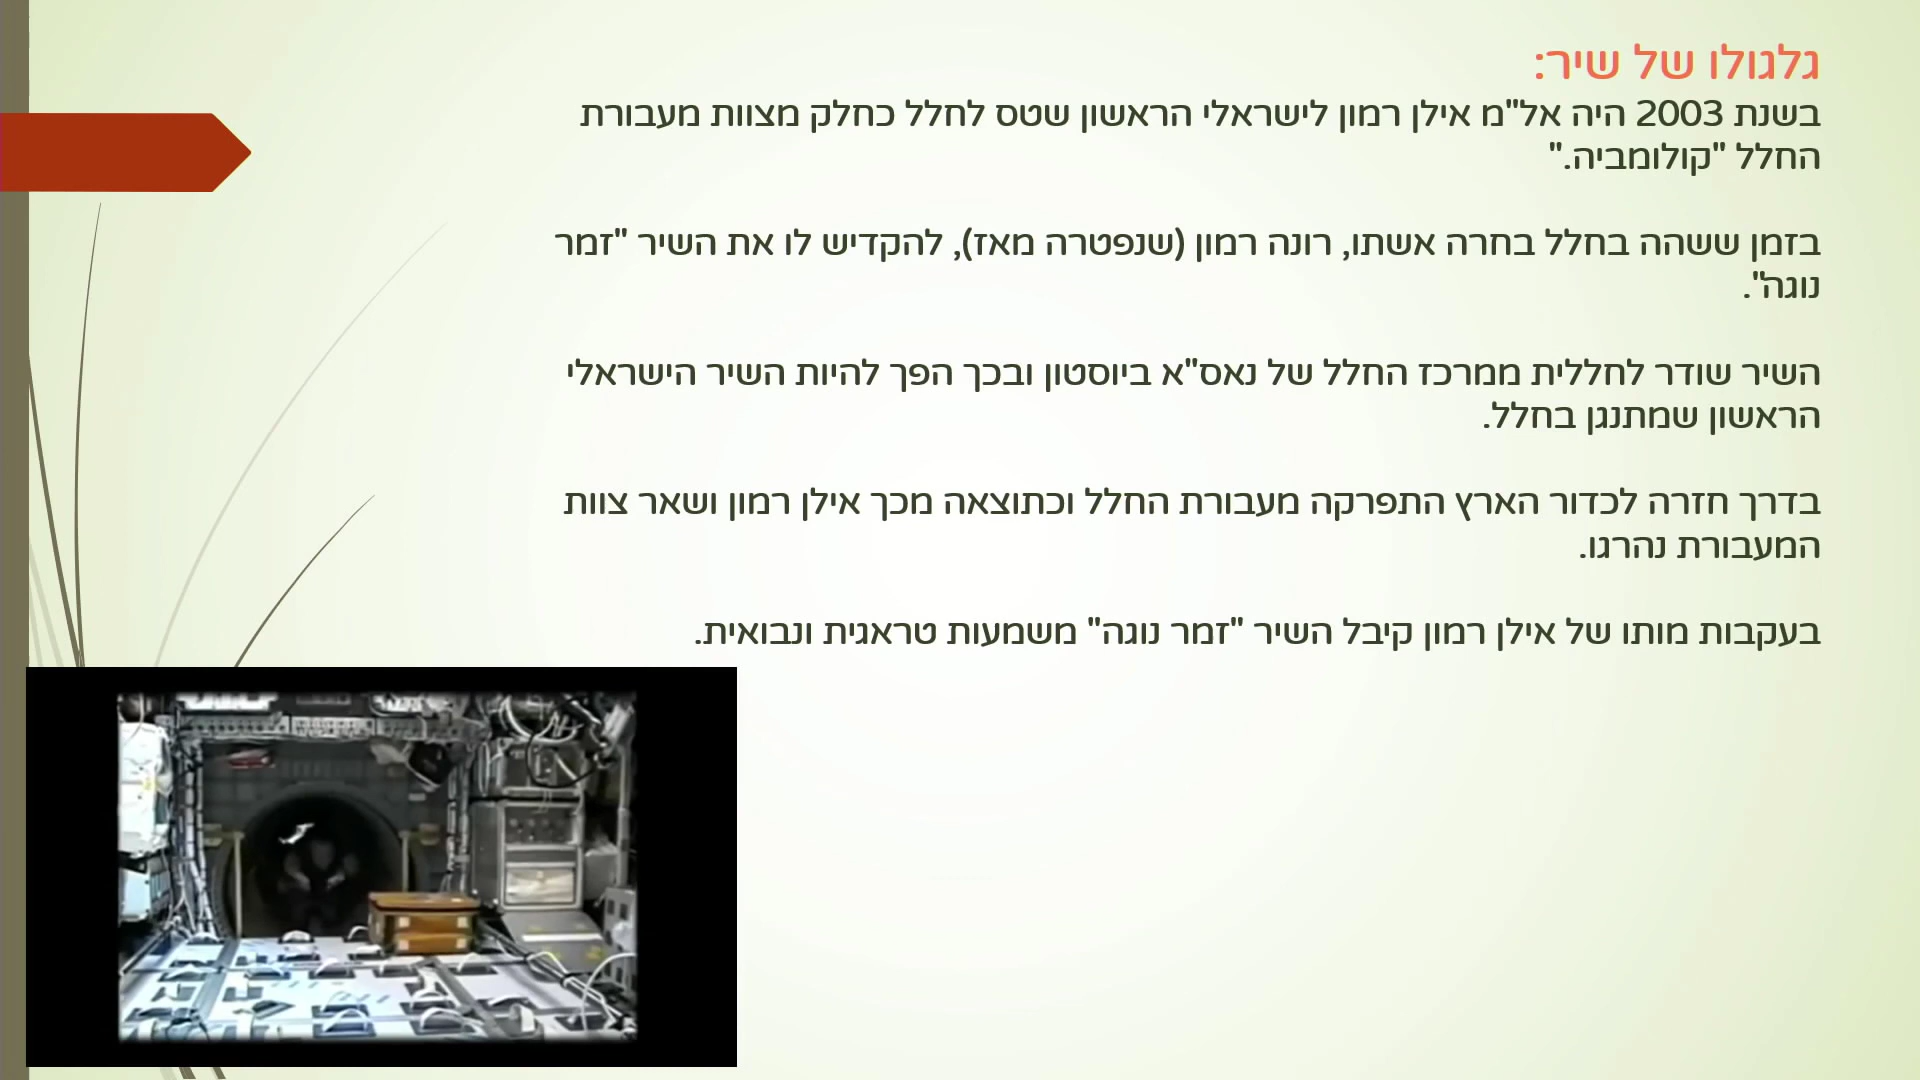 גלגולו של שיר:
בשנת 2003 היה אל"מ אילן רמון לישראלי הראשון שטס לחלל כחלק מצוות מעבורת
החלל "קולומביה."
בזמן ששהה בחלל בחרה אשתו, רונה רמון (שנפטרה מאז), להקדיש לו את השיר "זמר
נוגה".
השיר שודר לחללית ממרכז החלל של נאס"א ביוסטון ובכך הפך להיות השיר הישראלי
הראשון שמתנגן בחלל.
בדרך חזרה לכדור הארץ התפרקה מעבורת החלל וכתוצאה מכך אילן רמון ושאר צוות
המעבורת נהרגו.
בעקבות מותו של אילן רמון קיבל השיר "זמר נוגה" משמעות טראגית ונבואית.